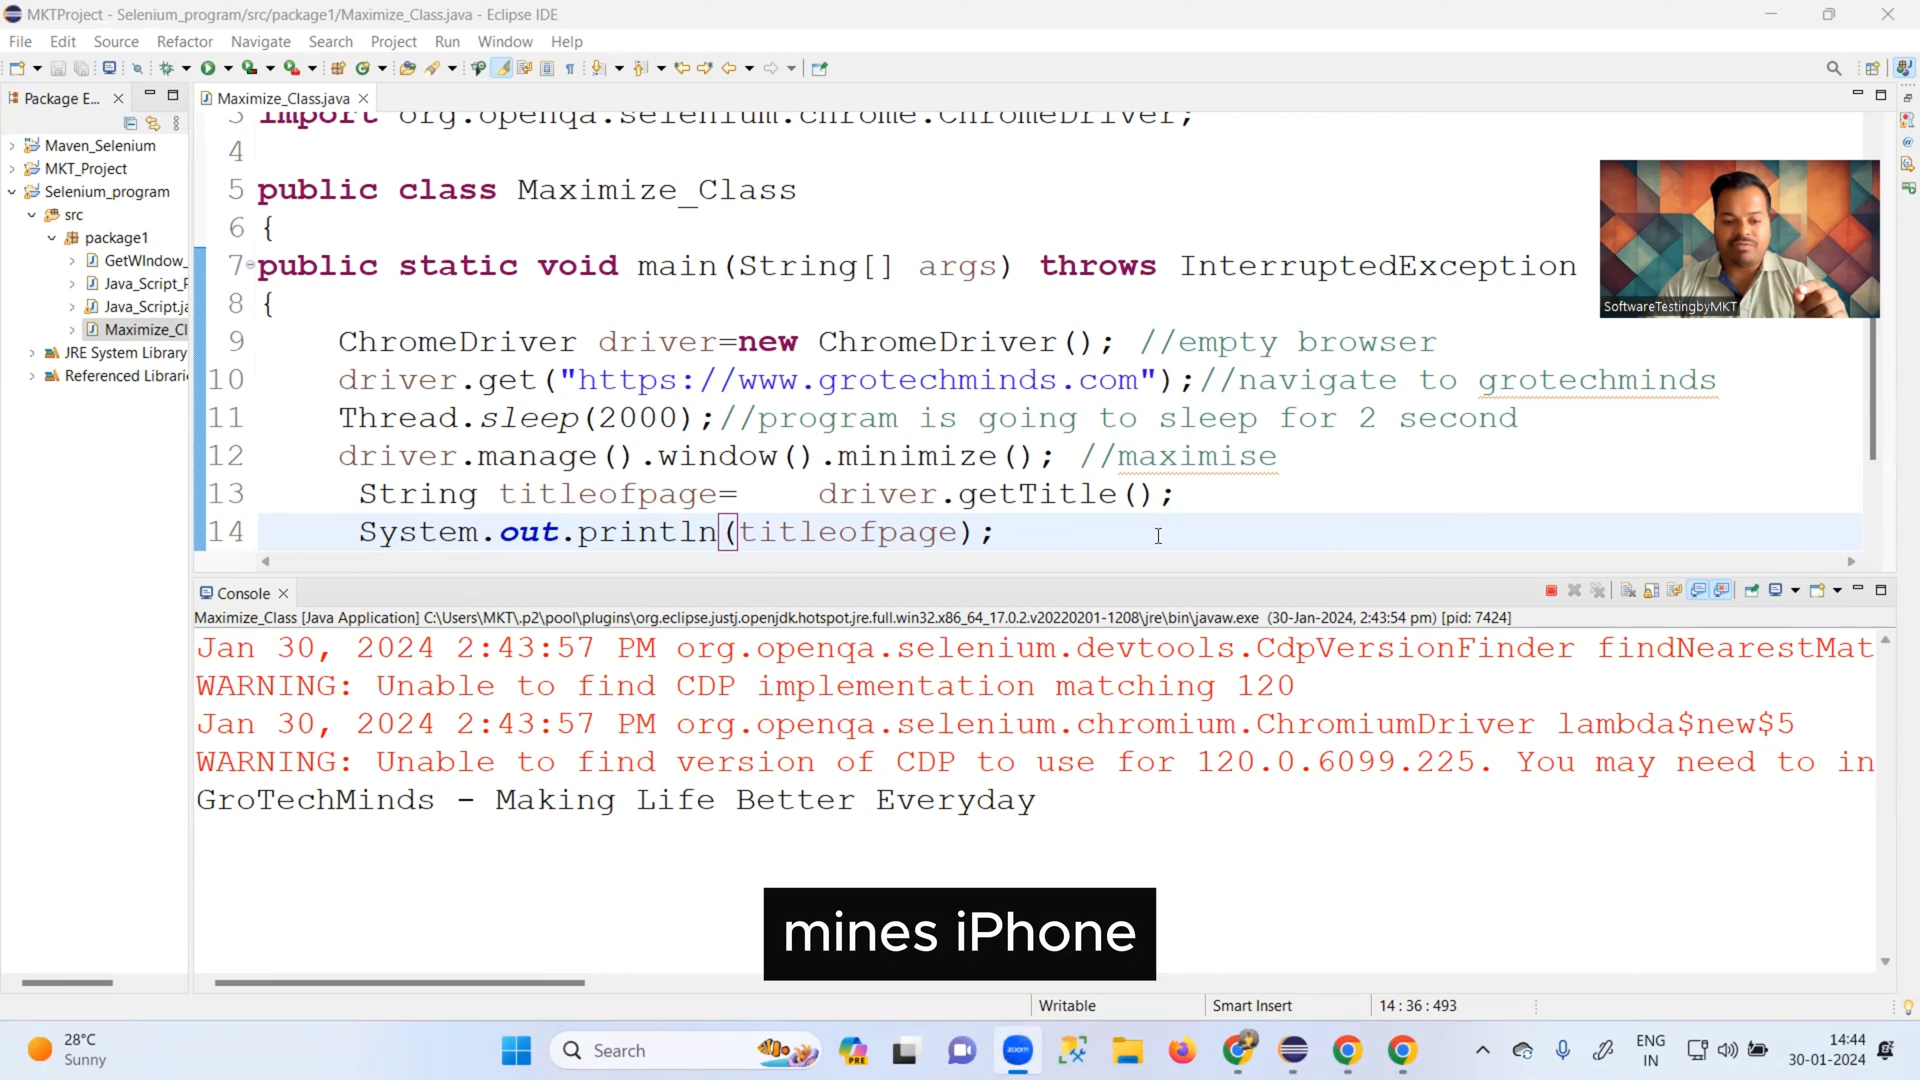 MKTProject - Selenium_program/src/package1/Maximize_Class.java - Eclipse IDE
File Edit Source Refactor Navigate Search Project Run Window Help
Package E...
Maximize_Class.java
Maven_Selenium
MKT_Project
Selenium_program
src
package1
GetWIndow_
Java_Script_
Java_Script.ja
Maximize_Cl
JRE System Library
Referenced Librari
3 import org.openqa.selenium.chrome.ChromeDriver;
4
5 public class Maximize_Class
6 {
7 public static void main(String[] args) throws InterruptedException
8 {
9 ChromeDriver driver=new ChromeDriver(); //empty browser
10 driver.get("https://www.grotechminds.com");//navigate to grotechminds
11 Thread.sleep(2000);//program is going to sleep for 2 second
12 driver.manage().window().minimize(); //maximise
13 String titleofpage= driver.getTitle();
14 System.out.println(titleofpage);
SoftwareTestingbyMKT
Console
Maximize_Class [Java Application] C:\Users\MKT\.p2\pool\plugins\org.eclipse.justj.openjdk.hotspot.jre.full.win32.x86_64_17.0.2.v20220201-1208\jre\bin\javaw.exe (30-Jan-2024, 2:43:54 pm) [pid: 7424]
Jan 30, 2024 2:43:57 PM org.openqa.selenium.devtools.CdpVersionFinder findNearestMat
WARNING: Unable to find CDP implementation matching 120
Jan 30, 2024 2:43:57 PM org.openqa.selenium.chromium.ChromiumDriver lambda$new$5
WARNING: Unable to find version of CDP to use for 120.0.6099.225. You may need to in
GroTechMinds - Making Life Better Everyday
mines iPhone
Writable Smart Insert 14 : 36 : 493
28°C
Sunny
Search
PRE
zoom
ENG
IN
14:44
30-01-2024